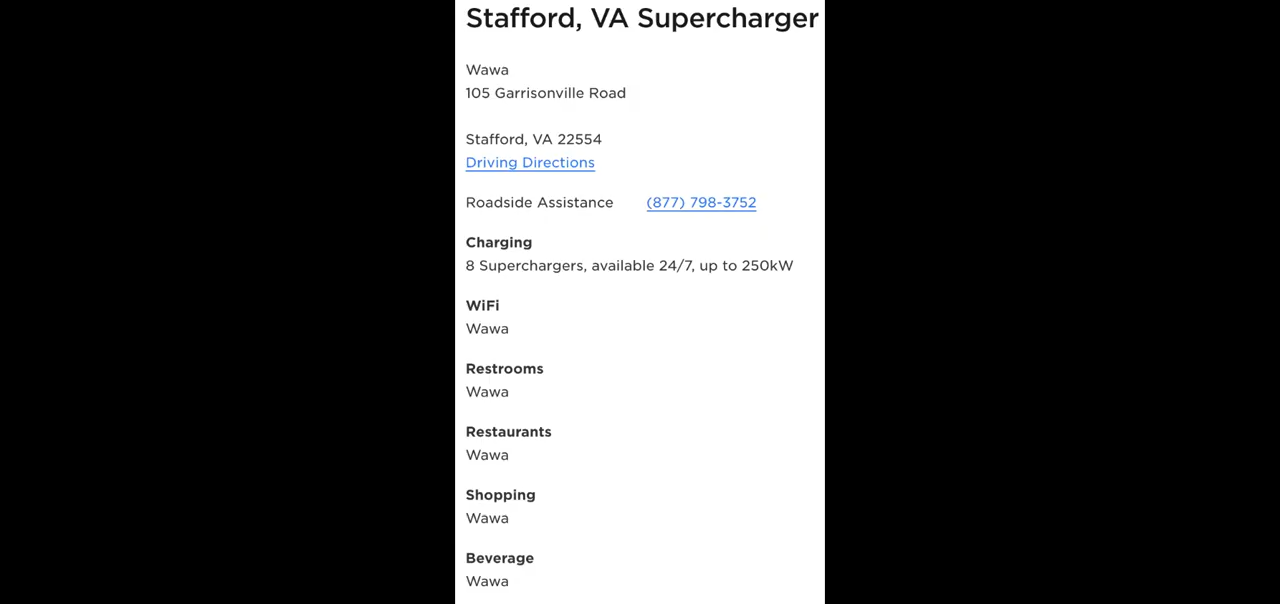 Stafford, VA Supercharger
Wawa
105 Garrisonville Road
Stafford, VA 22554
Driving Directions
Roadside Assistance (877) 798-3752
Charging
8 Superchargers, available 24/7, up to 250kW
WiFi
Wawa
Restrooms
Wawa
Restaurants
Wawa
Shopping
Wawa
Beverage
Wawa